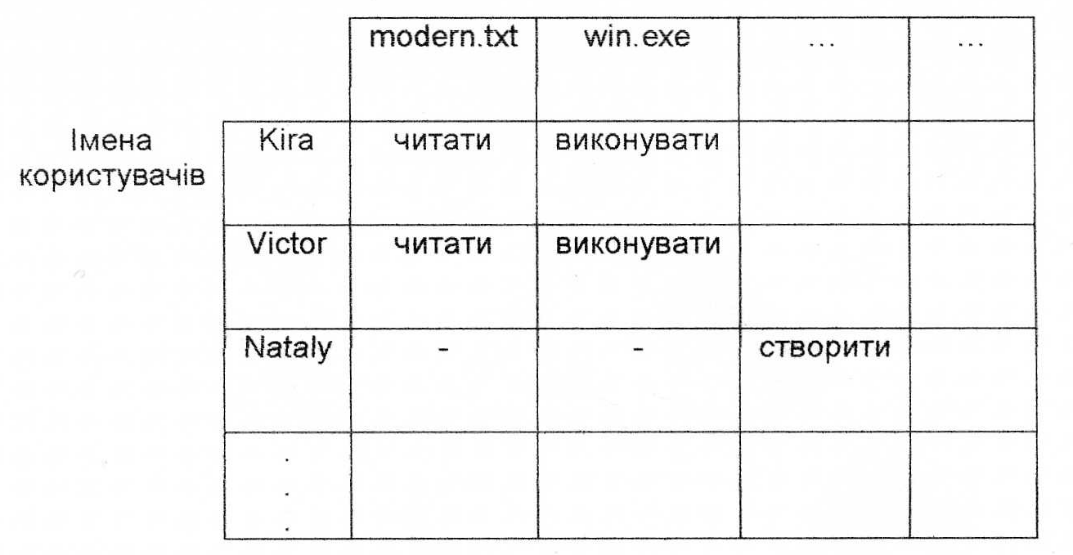 modern.txt win.exe ... ...
Імена користувачів
Kira читати виконувати
Victor читати виконувати
Nataly - - створити
.
.
.